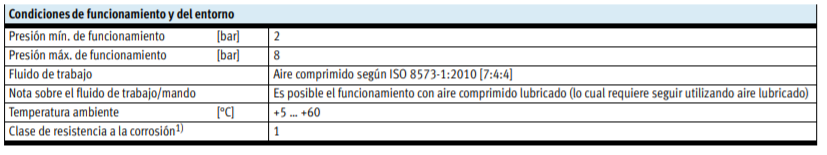 Condiciones de funcionamiento y del entorno
Presión mín. de funcionamiento [bar] 2
Presión máx. de funcionamiento [bar] 8
Fluido de trabajo Aire comprimido según ISO 8573-1:2010 [7:4:4]
Nota sobre el fluido de trabajo/mando Es posible el funcionamiento con aire comprimido lubricado (lo cual requiere seguir utilizando aire lubricado)
Temperatura ambiente [°C] +5 … +60
Clase de resistencia a la corrosión1) 1